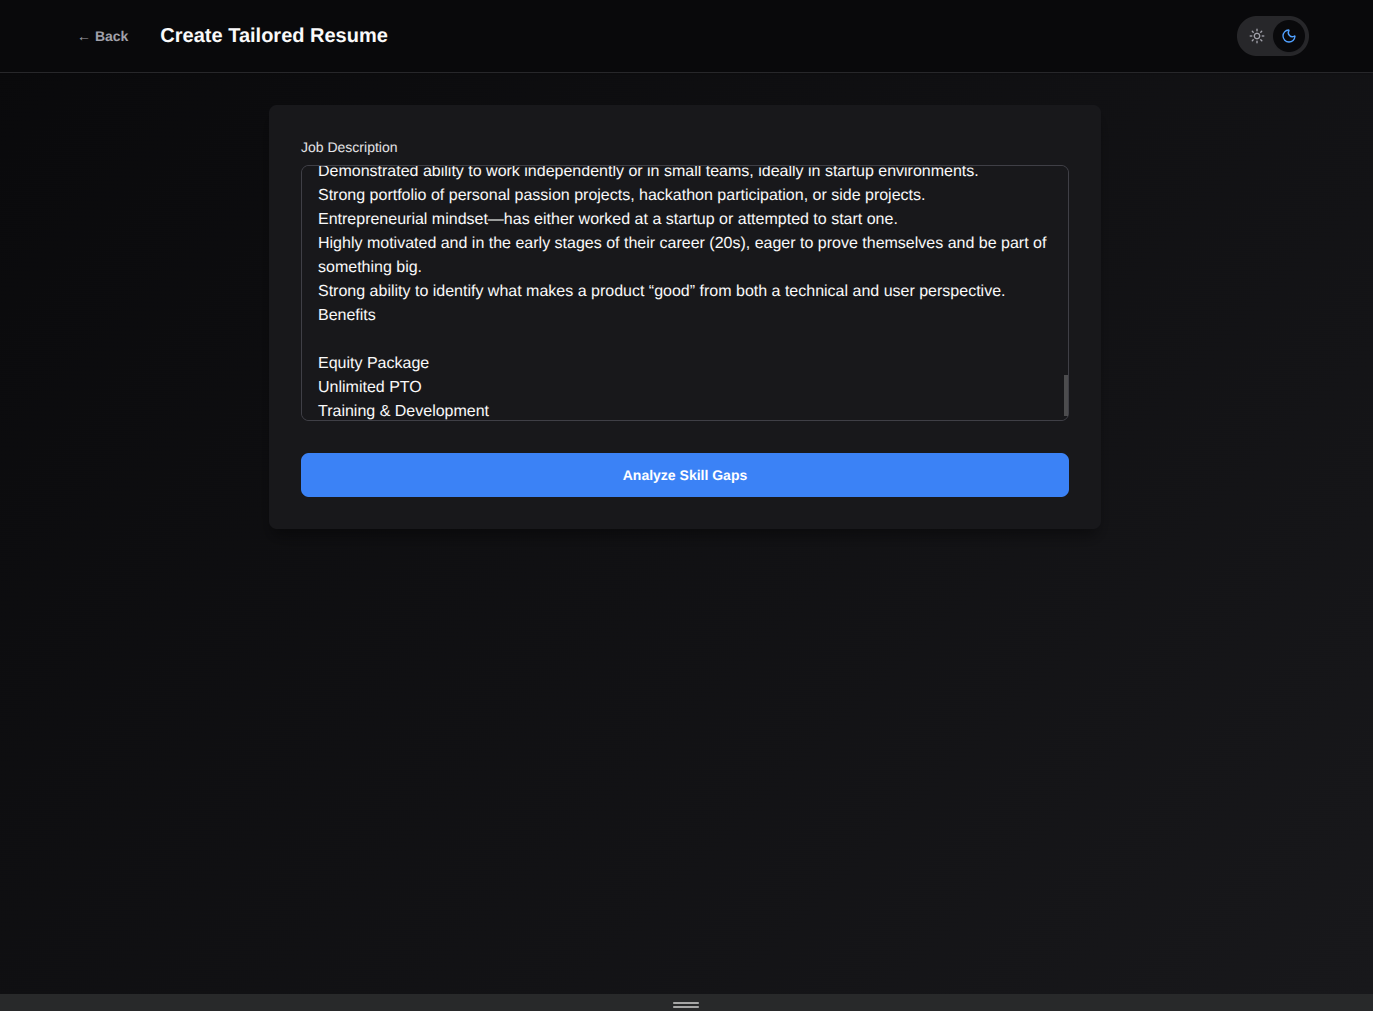 ← Back
Create Tailored Resume
Job Description
Demonstrated ability to work independently or in small teams, ideally in startup environments.
Strong portfolio of personal passion projects, hackathon participation, or side projects.
Entrepreneurial mindset—has either worked at a startup or attempted to start one.
Highly motivated and in the early stages of their career (20s), eager to prove themselves and be part of
something big.
Strong ability to identify what makes a product “good” from both a technical and user perspective.
Benefits
Equity Package
Unlimited PTO
Training & Development
Analyze Skill Gaps